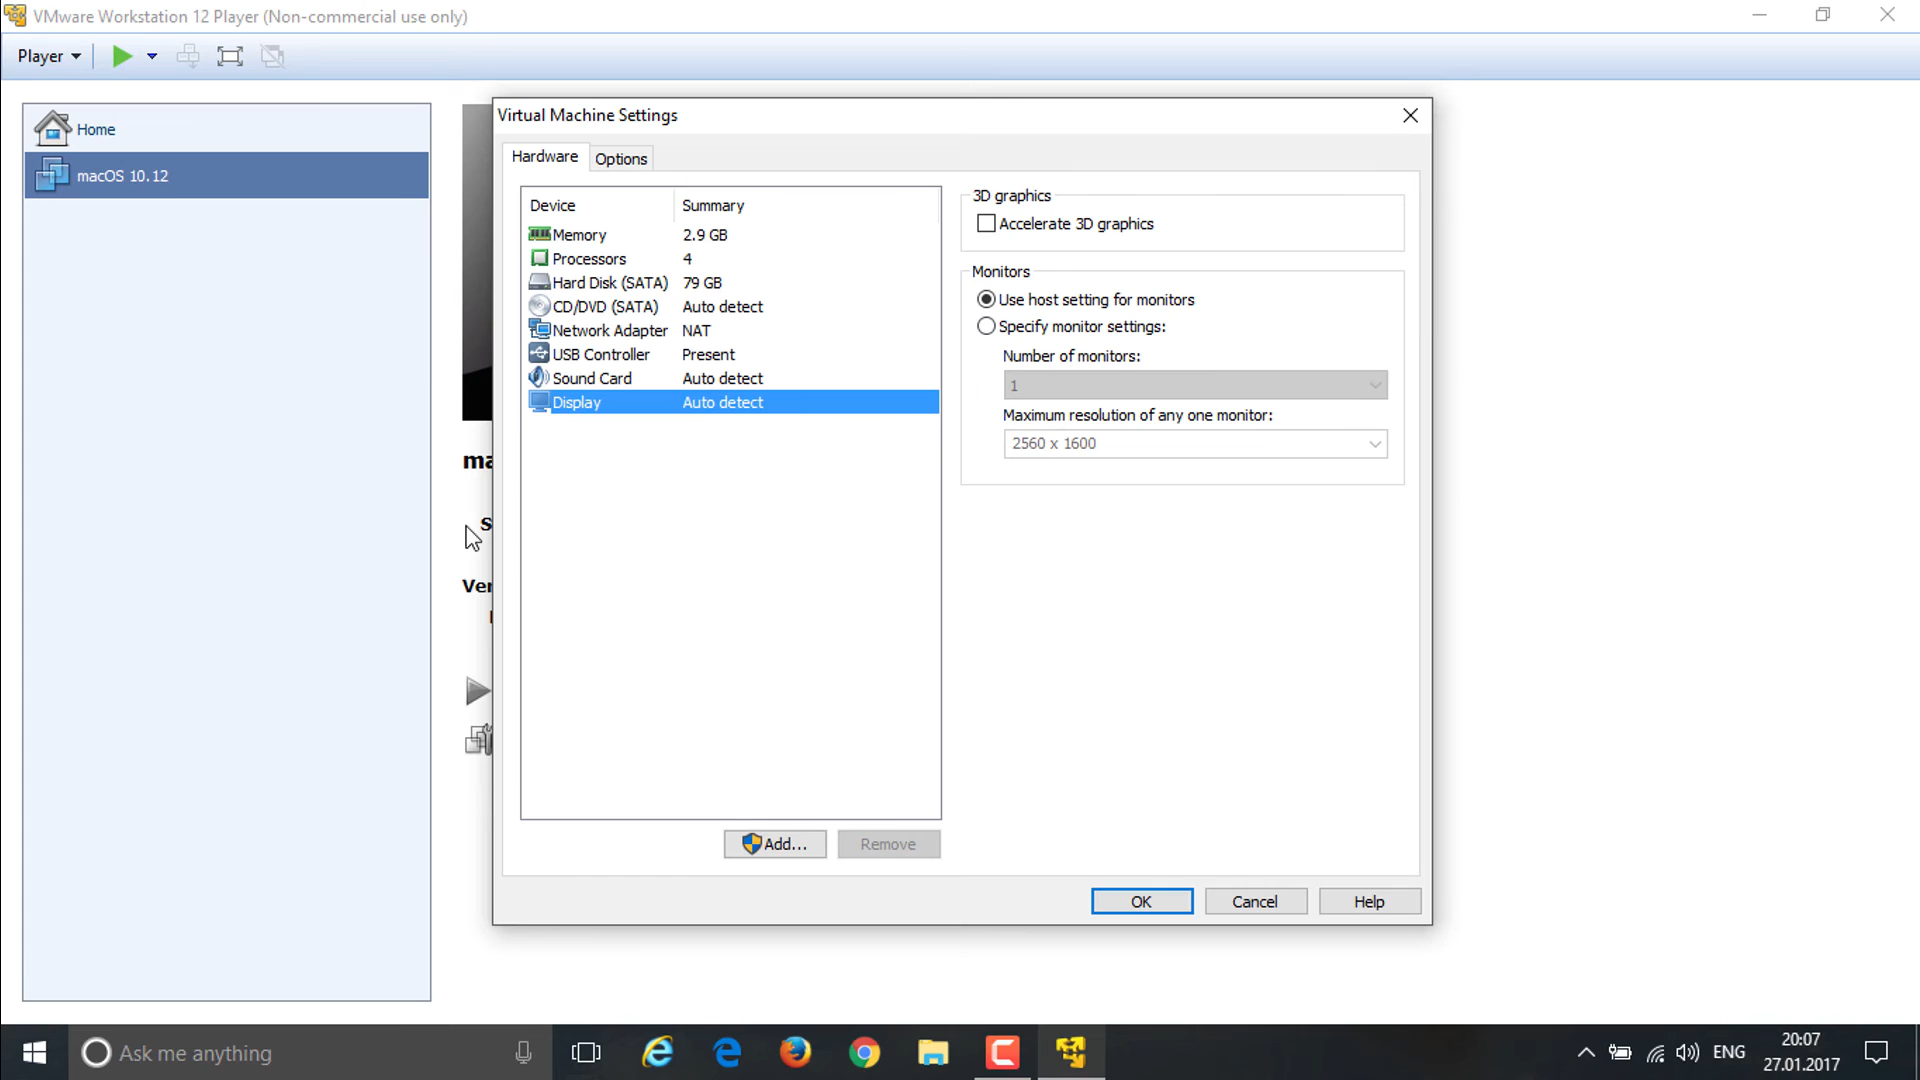 VMware Workstation 12 Player (Non-commercial use only)
Player
Home
macOS 10.12
Virtual Machine Settings
Hardware
Options
Device Summary
Memory 2.9 GB
Processors 4
Hard Disk (SATA) 79 GB
CD/DVD (SATA) Auto detect
Network Adapter NAT
USB Controller Present
Sound Card Auto detect
Display Auto detect
3D graphics
Accelerate 3D graphics
Monitors
Use host setting for monitors
Specify monitor settings:
Number of monitors:
1
Maximum resolution of any one monitor:
2560 x 1600
ma
S
Ver
Add...
Remove
OK
Cancel
Help
Ask me anything
ENG
20:07
27.01.2017